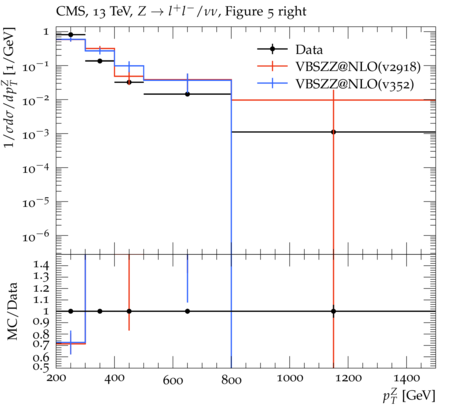 CMS, 13 TeV, Z → l⁺l⁻/νν, Figure 5 right
1
10⁻¹
10⁻²
10⁻³
10⁻⁴
10⁻⁵
10⁻⁶
1/σdσ/dp_T^Z [1/GeV]
Data
VBSZZ@NLO(v2918)
VBSZZ@NLO(v352)
1.4
1.3
1.2
1.1
1
0.9
0.8
0.7
0.6
0.5
MC/Data
200 400 600 800 1000 1200 1400
p_T^Z [GeV]